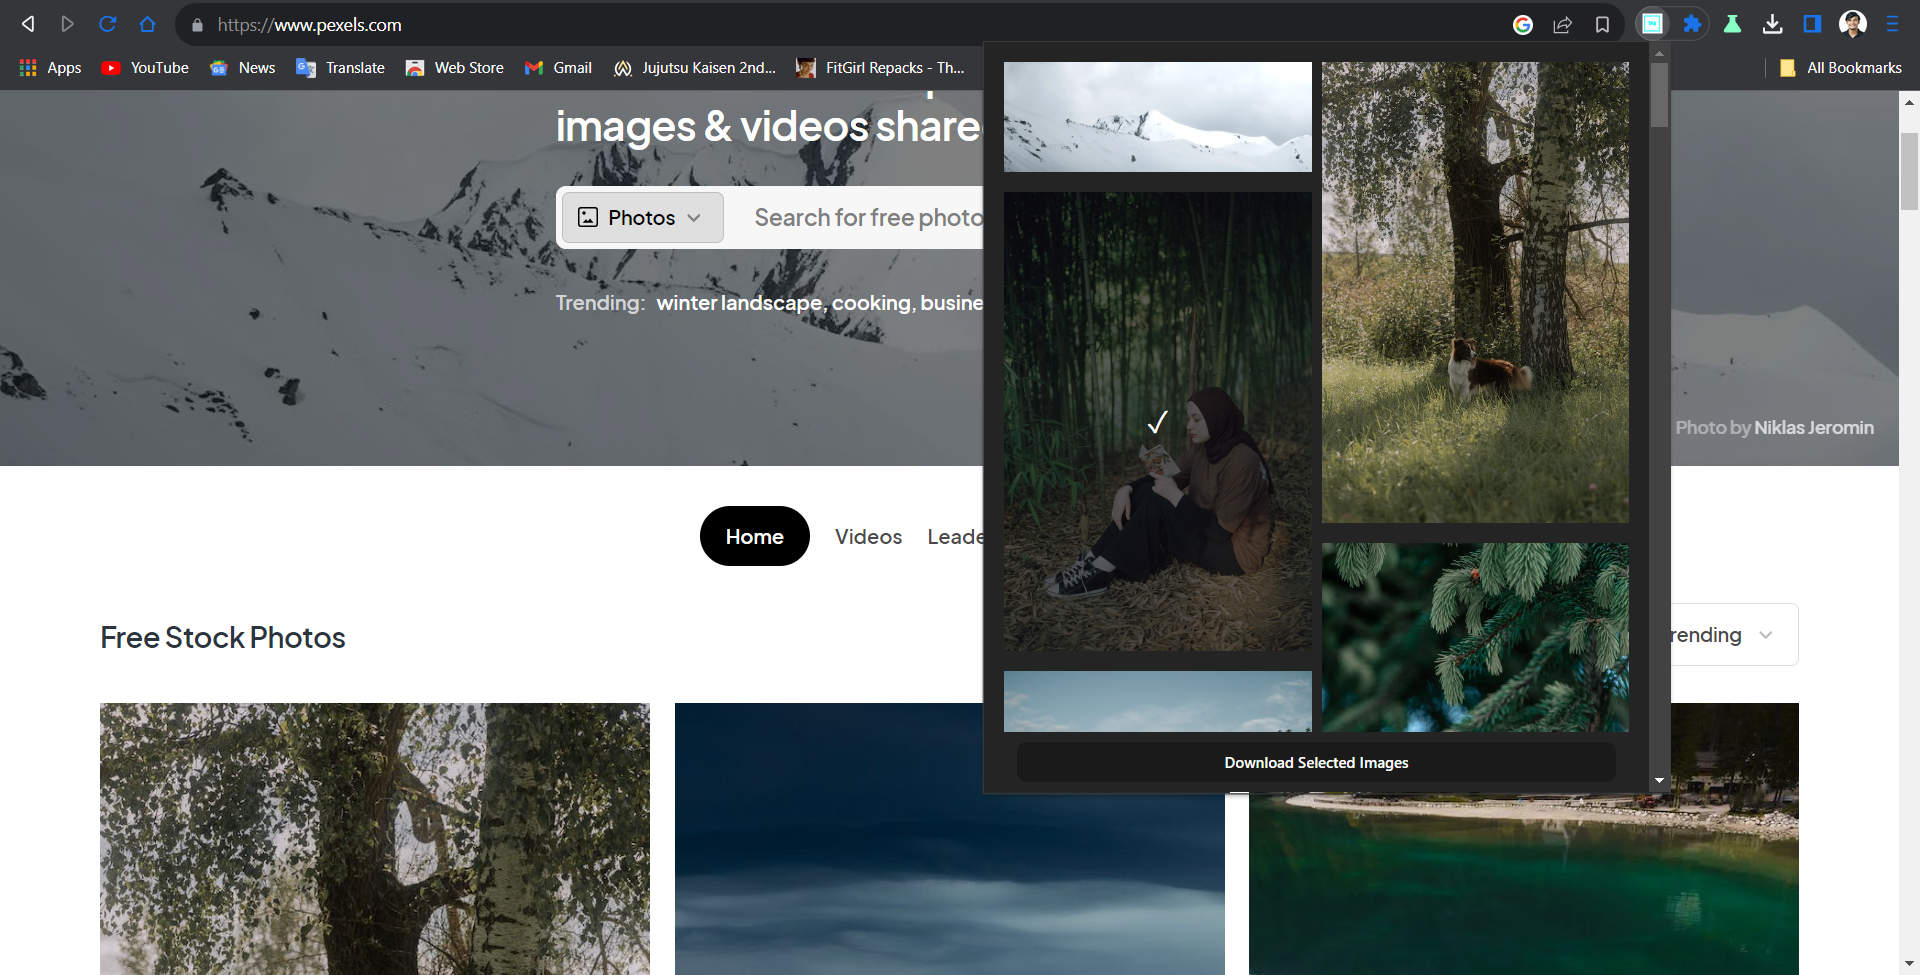 https://www.pexels.com
Apps
YouTube
News
Translate
Web Store
Gmail
Jujutsu Kaisen 2nd...
FitGirl Repacks - Th...
All Bookmarks
images & videos share
Photos
Search for free photo
Trending: winter landscape, cooking, busine
Photo by Niklas Jeromin
Home
Videos
Leade
Free Stock Photos
rending
Download Selected Images